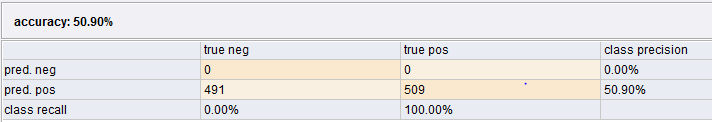 accuracy: 50.90%
true neg true pos class precision
pred. neg 0 0 0.00%
pred. pos 491 509 50.90%
class recall 0.00% 100.00%